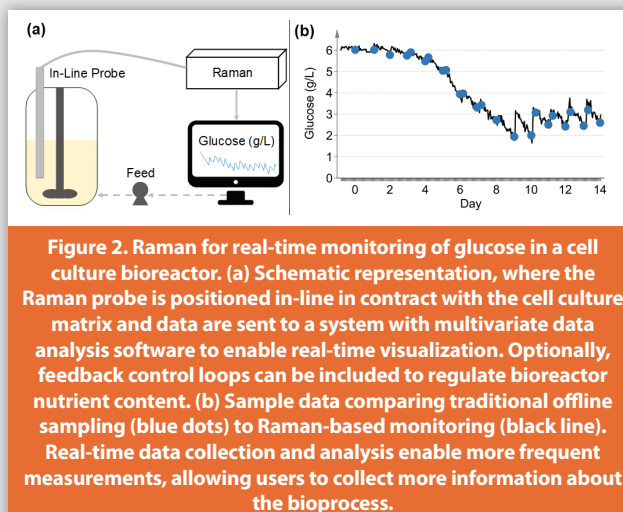 (a)
In-Line Probe
Raman
Glucose (g/L)
Feed
(b)
Glucose (g/L)
6
5
4
3
2
1
0
0 2 4 6 8 10 12 14
Day
Figure 2. Raman for real-time monitoring of glucose in a cell
culture bioreactor. (a) Schematic representation, where the
Raman probe is positioned in-line in contract with the cell culture
matrix and data are sent to a system with multivariate data
analysis software to enable real-time visualization. Optionally,
feedback control loops can be included to regulate bioreactor
nutrient content. (b) Sample data comparing traditional offline
sampling (blue dots) to Raman-based monitoring (black line).
Real-time data collection and analysis enable more frequent
measurements, allowing users to collect more information about
the bioprocess.